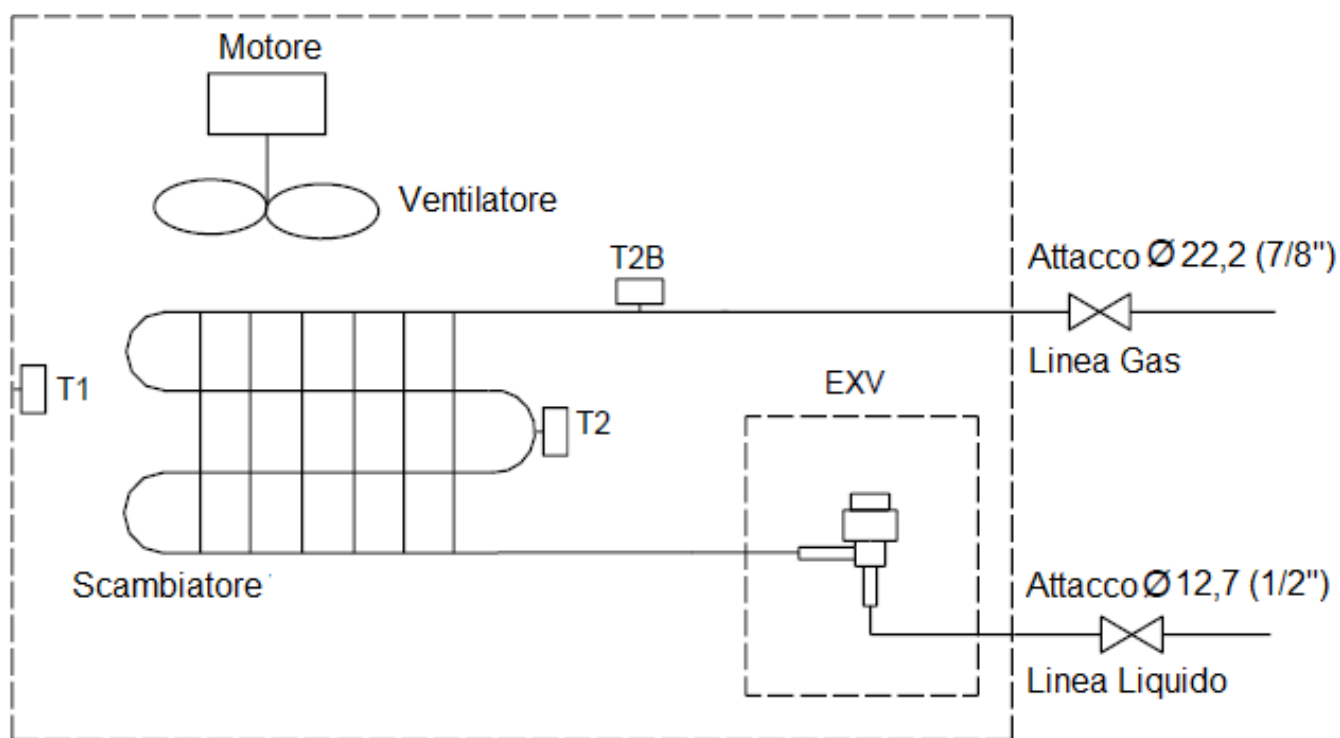 Motore
Ventilatore
T2B
Attacco Ø 22,2 (7/8")
Linea Gas
T1
EXV
T2
Scambiatore
Attacco Ø 12,7 (1/2")
Linea Liquido